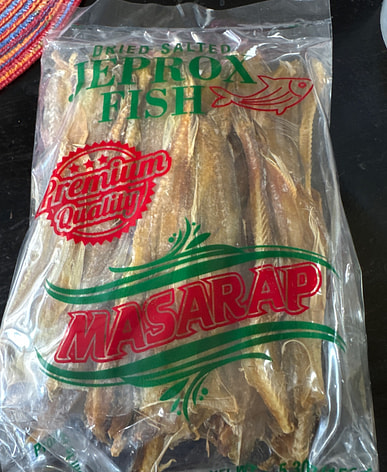 DRIED SALTED
JEPROX
FISH
Premium
Quality
MASARAP